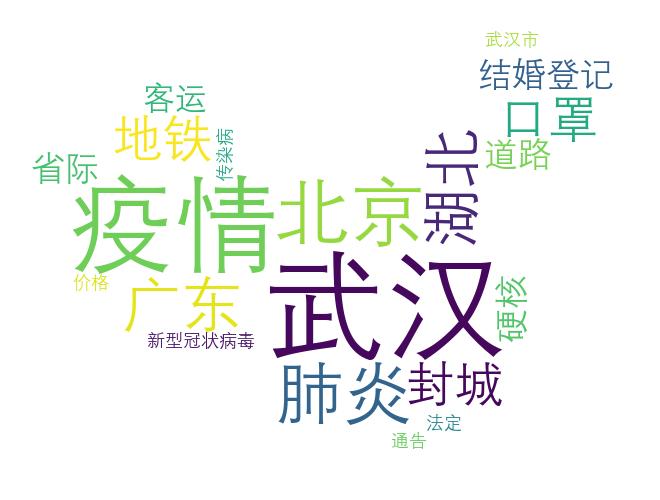 武汉市
结婚登记
客运
口罩
地铁
传染病
湖北
道路
省际
疫情
北京
武汉
价格
广东
硬核
新型冠状病毒
肺炎
封城
法定
通告